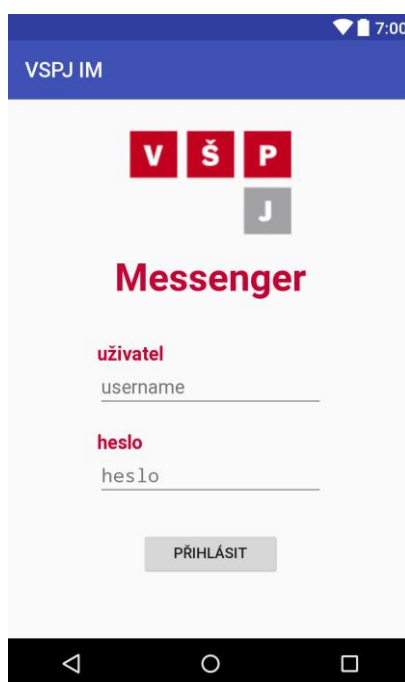 7:00
VSPJ IM
V Š P
J
Messenger
uživatel
username
heslo
heslo
PŘIHLÁSIT